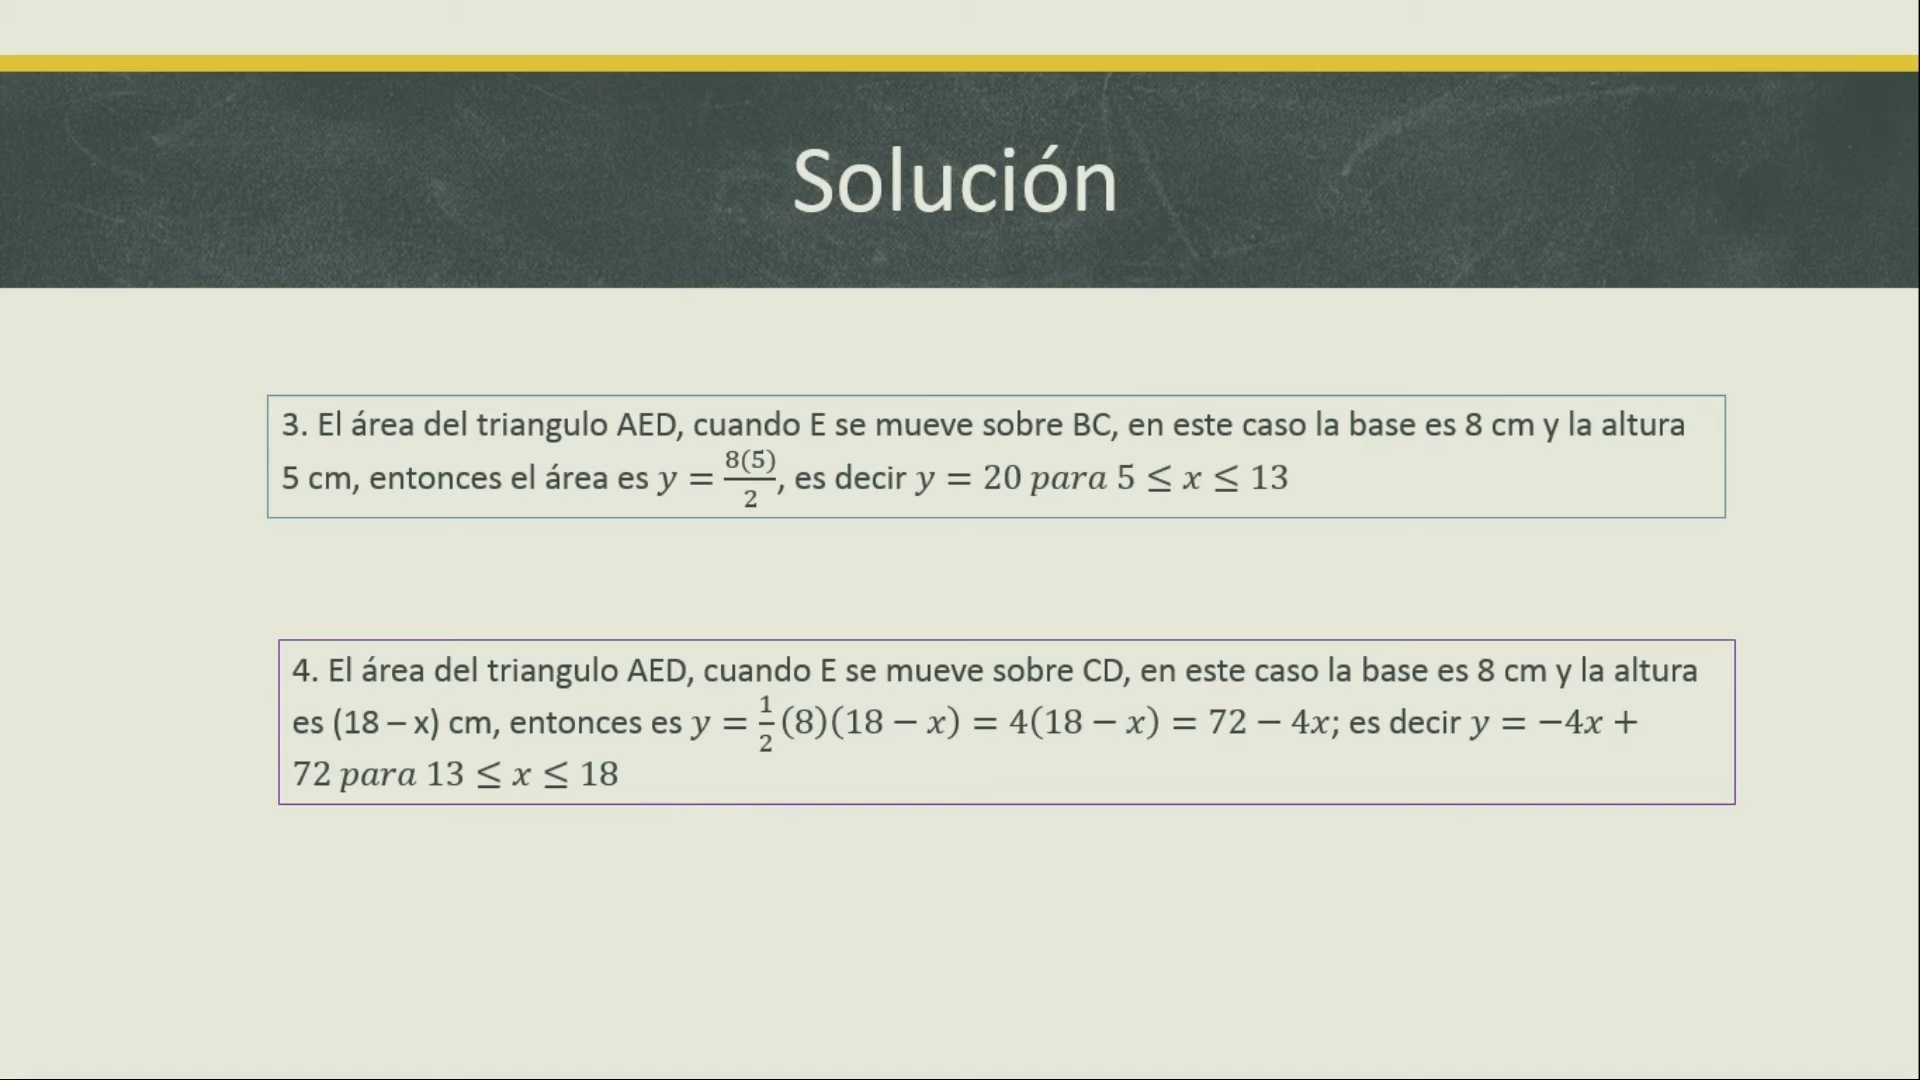 Solución
3. El área del triangulo AED, cuando E se mueve sobre BC, en este caso la base es 8 cm y la altura
5 cm, entonces el área es y = 8(5)/2, es decir y = 20 para 5 ≤ x ≤ 13
4. El área del triangulo AED, cuando E se mueve sobre CD, en este caso la base es 8 cm y la altura
es (18 – x) cm, entonces es y = 1/2 (8)(18 − x) = 4(18 − x) = 72 − 4x; es decir y = −4x +
72 para 13 ≤ x ≤ 18